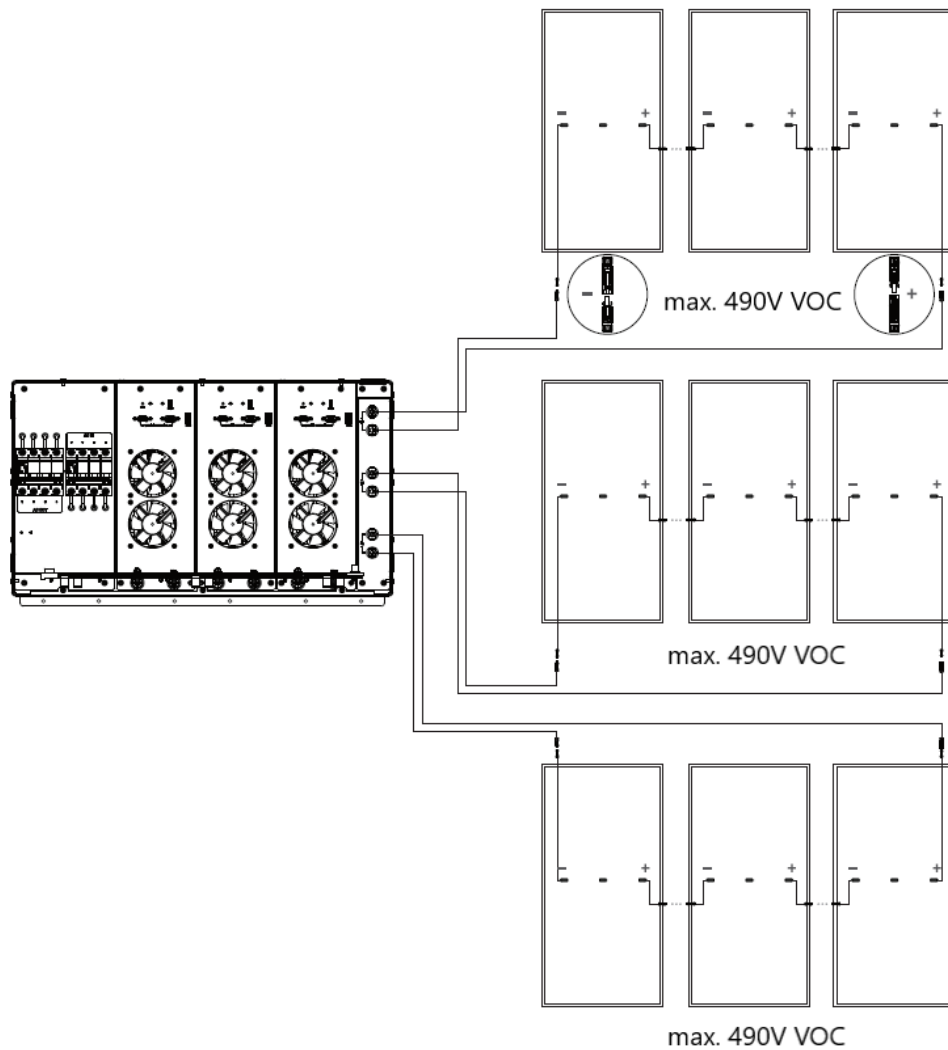 - + - + - +
- max. 490V VOC +
- + - + - +
max. 490V VOC
- + - + - +
max. 490V VOC